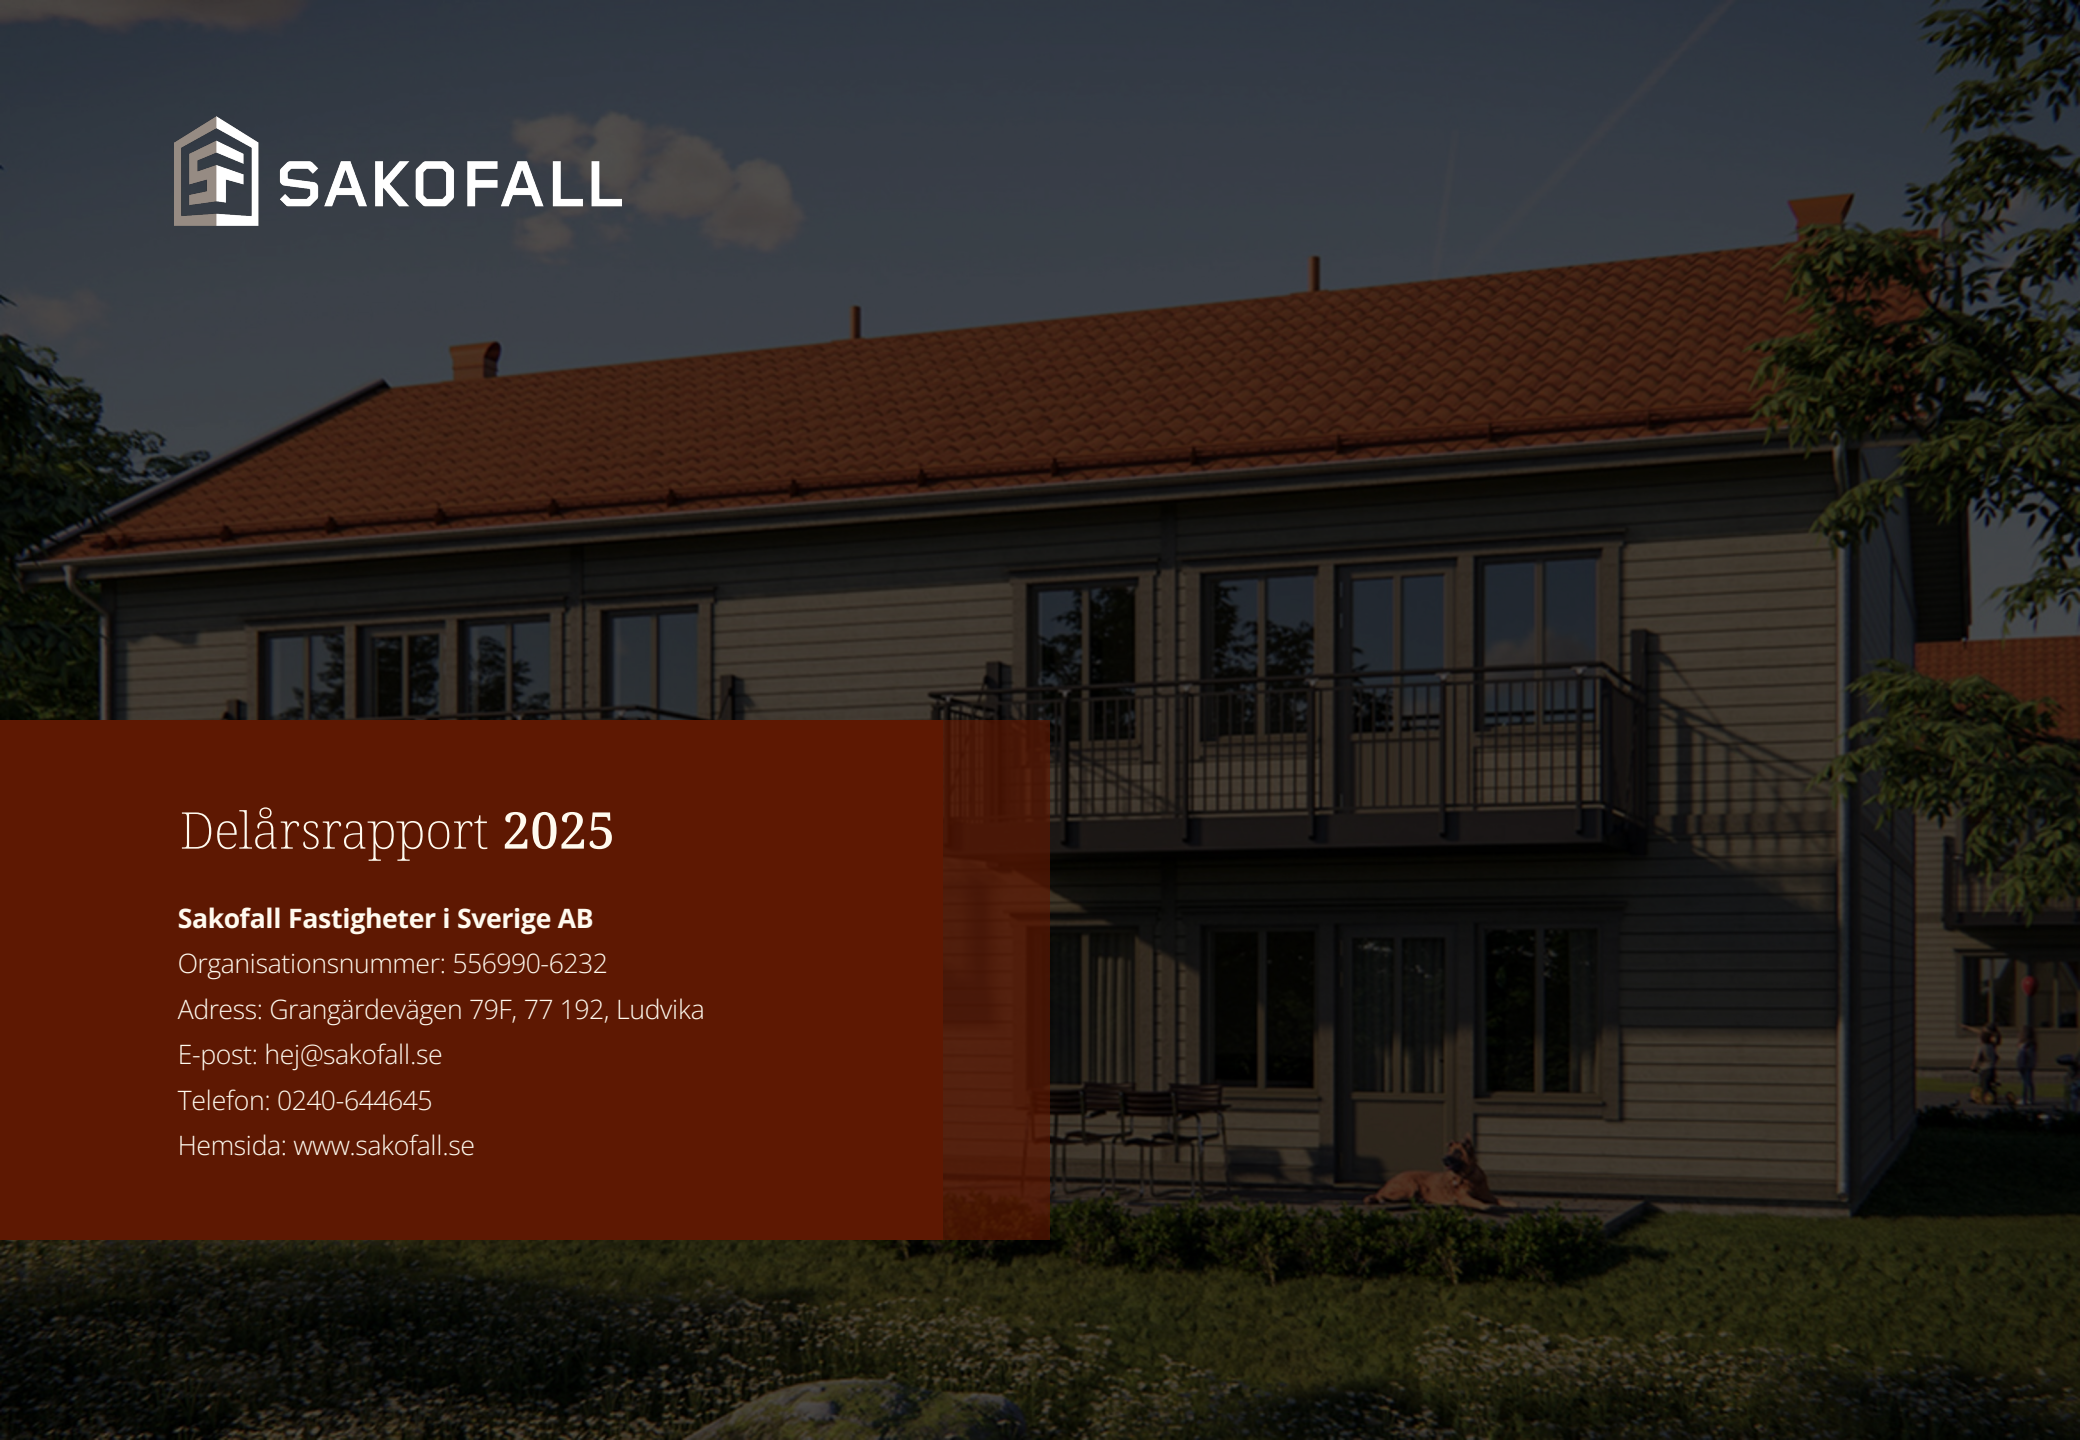 SAKOFALL
Delårsrapport 2025
Sakofall Fastigheter i Sverige AB
Organisationsnummer: 556990-6232
Adress: Grangärdevägen 79F, 77 192, Ludvika
E-post: hej@sakofall.se
Telefon: 0240-644645
Hemsida: www.sakofall.se